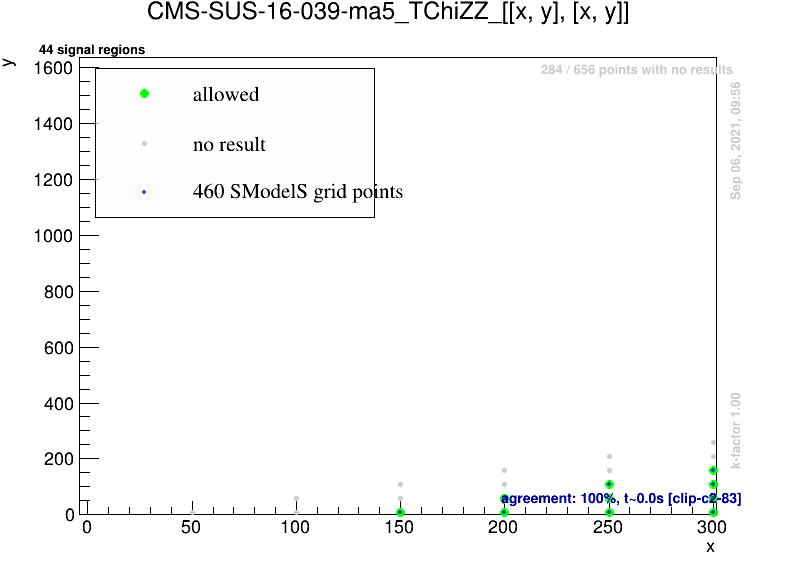 CMS-SUS-16-039-ma5_TChiZZ_[[x, y], [x, y]]
44 signal regions
y
284 / 656 points with no results
Sep 06, 2021, 09:56
allowed
no result
460 SModelS grid points
1600
1400
1200
1000
800
600
400
200
0
k-factor 1.00
agreement: 100%, t~0.0s [clip-c2-83]
0 50 100 150 200 250 300
x